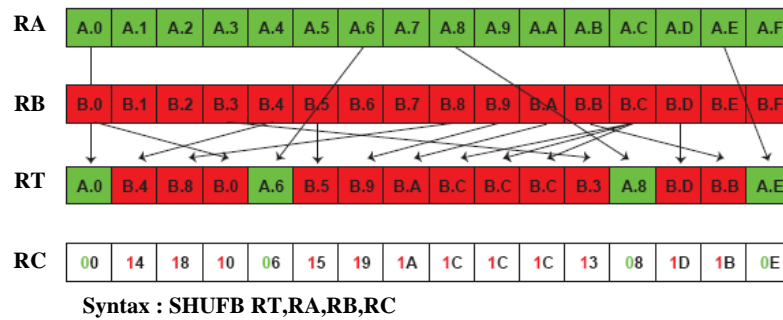 RA A.0 A.1 A.2 A.3 A.4 A.5 A.6 A.7 A.8 A.9 A.A A.B A.C A.D A.E A.F
RB B.0 B.1 B.2 B.3 B.4 B.5 B.6 B.7 B.8 B.9 B.A B.B B.C B.D B.E B.F
RT A.0 B.4 B.8 B.0 A.6 B.5 B.9 B.A B.C B.C B.C B.3 A.8 B.D B.B A.E
RC 00 14 18 10 06 15 19 1A 1C 1C 1C 13 08 1D 1B 0E
Syntax : SHUFB RT,RA,RB,RC